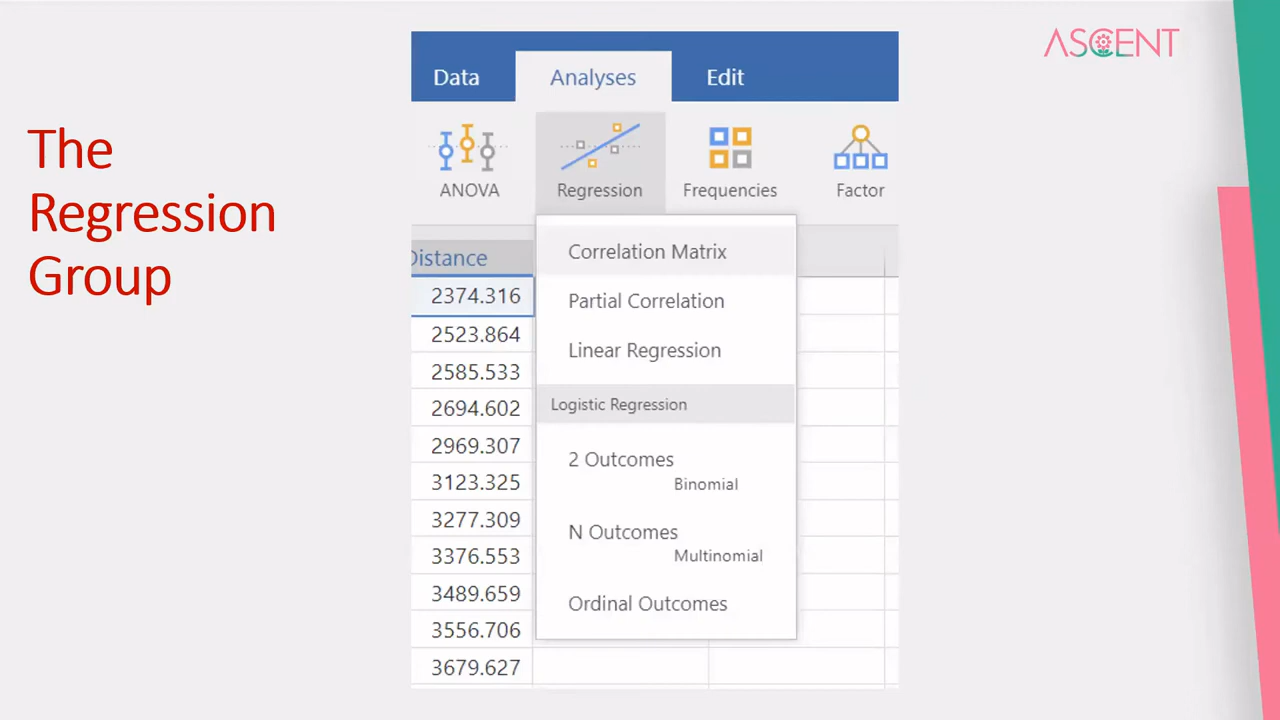 ASCENT
The
Regression
Group
Data Analyses Edit
ANOVA Regression Frequencies Factor
Distance
2374.316
2523.864
2585.533
2694.602
2969.307
3123.325
3277.309
3376.553
3489.659
3556.706
3679.627
Correlation Matrix
Partial Correlation
Linear Regression
Logistic Regression
2 Outcomes
Binomial
N Outcomes
Multinomial
Ordinal Outcomes